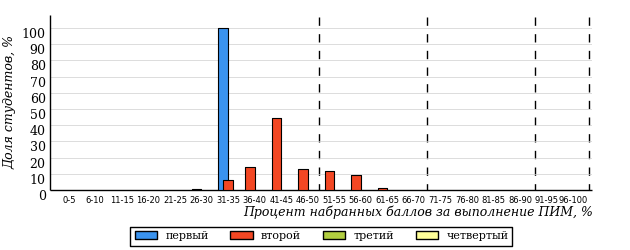 Доля студентов, %
100
90
80
70
60
50
40
30
20
10
0
0-5 6-10 11-15 16-20 21-25 26-30 31-35 36-40 41-45 46-50 51-55 56-60 61-65 66-70 71-75 76-80 81-85 86-90 91-95 96-100
Процент набранных баллов за выполнение ПИМ, %
первый второй третий четвертый